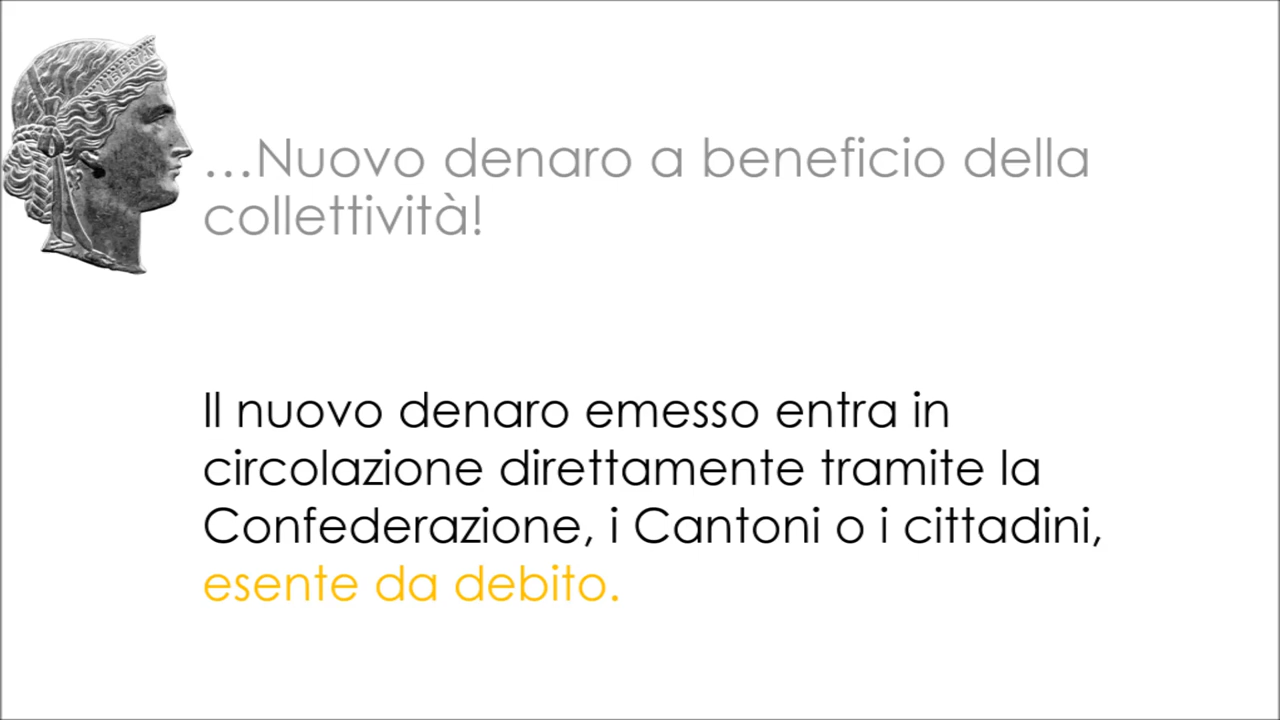 LIBERTAS
…Nuovo denaro a beneficio della
collettività!
Il nuovo denaro emesso entra in
circolazione direttamente tramite la
Confederazione, i Cantoni o i cittadini,
esente da debito.